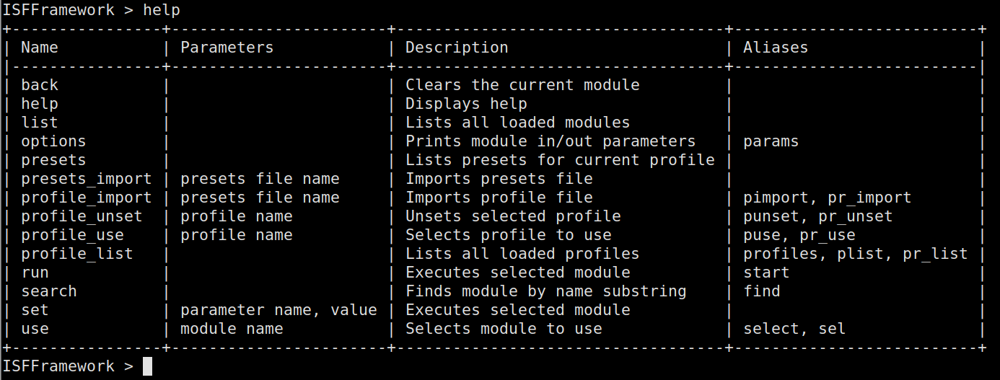 ISFFramework > help
+----------------+-----------------------+-----------------------------------+--------------------------+
| Name           | Parameters            | Description                       | Aliases                  |
|----------------+-----------------------+-----------------------------------+--------------------------|
| back           |                       | Clears the current module         |                          |
| help           |                       | Displays help                     |                          |
| list           |                       | Lists all loaded modules          |                          |
| options        |                       | Prints module in/out parameters   | params                   |
| presets        |                       | Lists presets for current profile |                          |
| presets_import | presets file name     | Imports presets file              |                          |
| profile_import | presets file name     | Imports profile file              | pimport, pr_import       |
| profile_unset  | profile name          | Unsets selected profile           | punset, pr_unset         |
| profile_use    | profile name          | Selects profile to use            | puse, pr_use             |
| profile_list   |                       | Lists all loaded profiles         | profiles, plist, pr_list |
| run            |                       | Executes selected module          | start                    |
| search         |                       | Finds module by name substring    | find                     |
| set            | parameter name, value | Executes selected module          |                          |
| use            | module name           | Selects module to use             | select, sel              |
+----------------+-----------------------+-----------------------------------+--------------------------+
ISFFramework >